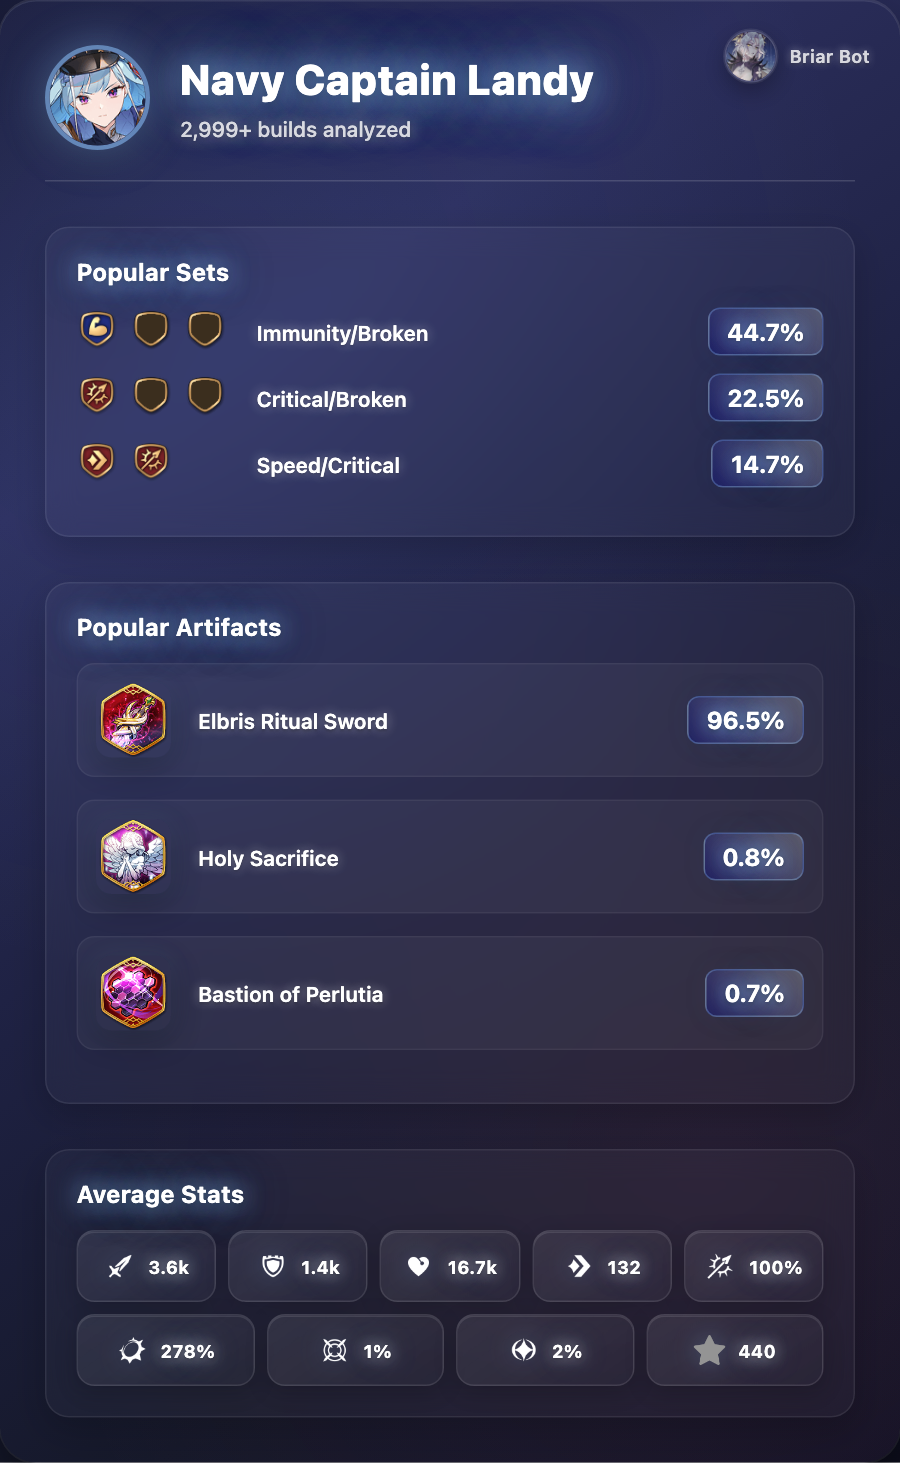 Navy Captain Landy
Briar Bot
2,999+ builds analyzed
Popular Sets
Immunity/Broken 44.7%
Critical/Broken 22.5%
Speed/Critical 14.7%
Popular Artifacts
Elbris Ritual Sword 96.5%
Holy Sacrifice 0.8%
Bastion of Perlutia 0.7%
Average Stats
3.6k 1.4k 16.7k 132 100%
278% 1% 2% 440